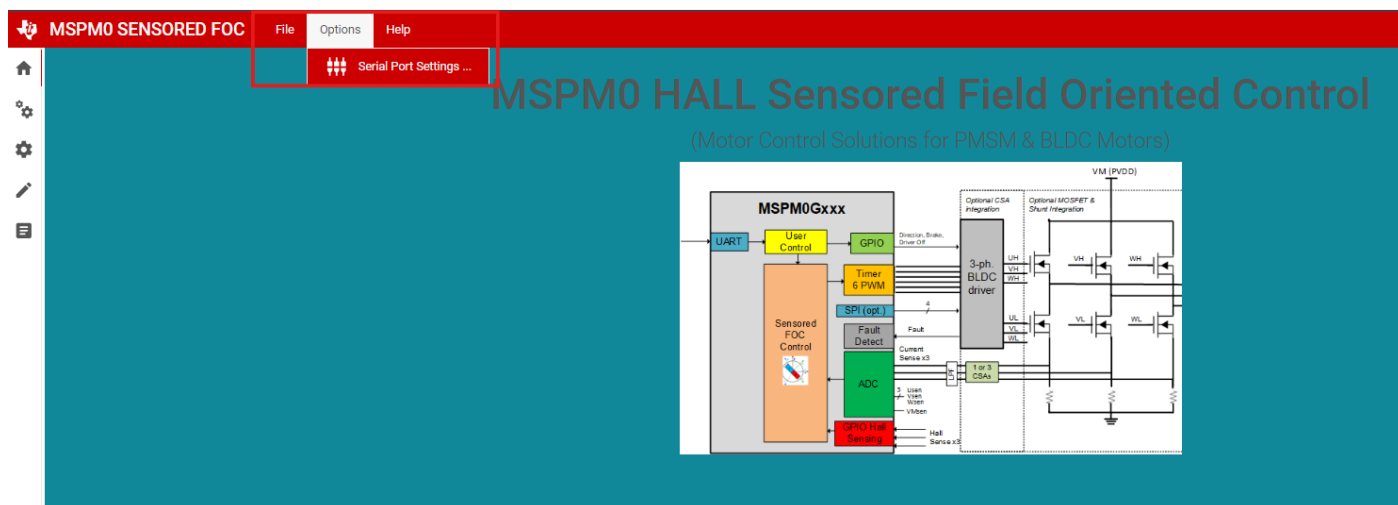 MSPM0 SENSORED FOC File Options Help
Serial Port Settings ...
MSPM0 HALL Sensored Field Oriented Control
(Motor Control Solutions for PMSM & BLDC Motors)
VM (PVDD)
MSPM0Gxxx
Optional CSA
integration
Optional MOSFET &
Shunt Integration
UART
User
Control
GPIO
Direction, Brake,
Driver Off
Timer
6 PWM
3-ph.
BLDC
driver
UH
VH
WH
VH
WH
SPI (opt.)
4
Sensored
FOC
Control
Fault
Detect
Fault
UL
VL
WL
VL
WL
Current
Sense x3
ADC
LPF
1 or 3
CSAs
3
Usen
Vsen
Wsen
VMsen
GPIO Hall
Sensing
Hall
Sense x3